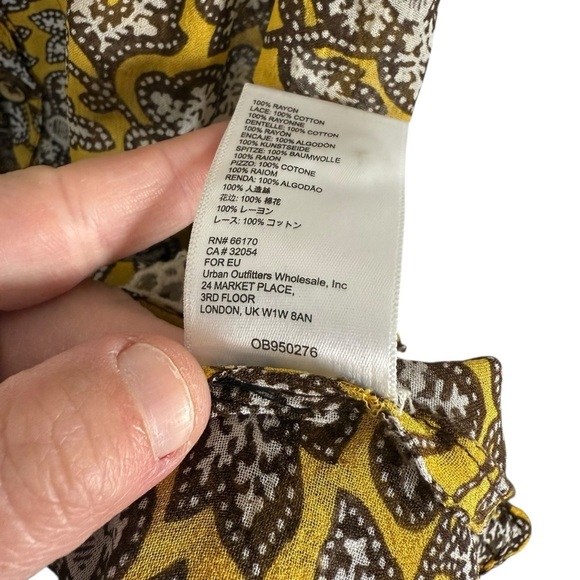 100% RAYON
LACE: 100% COTTON
100% RAYONNE
DENTELLE: 100% COTTON
100% RAYÓN
ENCAJE: 100% ALGODÓN
100% KUNSTSEIDE
SPITZE: 100% BAUMWOLLE
100% RAION
PIZZO: 100% COTONE
100% RAIOM
RENDA: 100% ALGODÃO
100% 人造絲
花边: 100% 棉花
100% レーヨン
レース: 100% コットン
RN# 66170
CA # 32054
FOR EU
Urban Outfitters Wholesale, Inc
24 MARKET PLACE,
3RD FLOOR
LONDON, UK W1W 8AN
OB950276